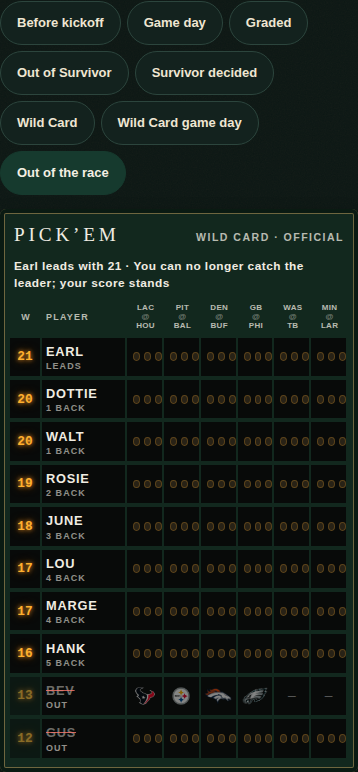 Before kickoff
Game day
Graded
Out of Survivor
Survivor decided
Wild Card
Wild Card game day
Out of the race
PICK’EM
WILD CARD · OFFICIAL
Earl leads with 21 · You can no longer catch the
leader; your score stands
W PLAYER LAC @ HOU PIT @ BAL DEN @ BUF GB @ PHI WAS @ TB MIN @ LAR
21 EARL
LEADS
20 DOTTIE
1 BACK
20 WALT
1 BACK
19 ROSIE
2 BACK
18 JUNE
3 BACK
17 LOU
4 BACK
17 MARGE
4 BACK
16 HANK
5 BACK
13 BEV – –
OUT
12 GUS
OUT